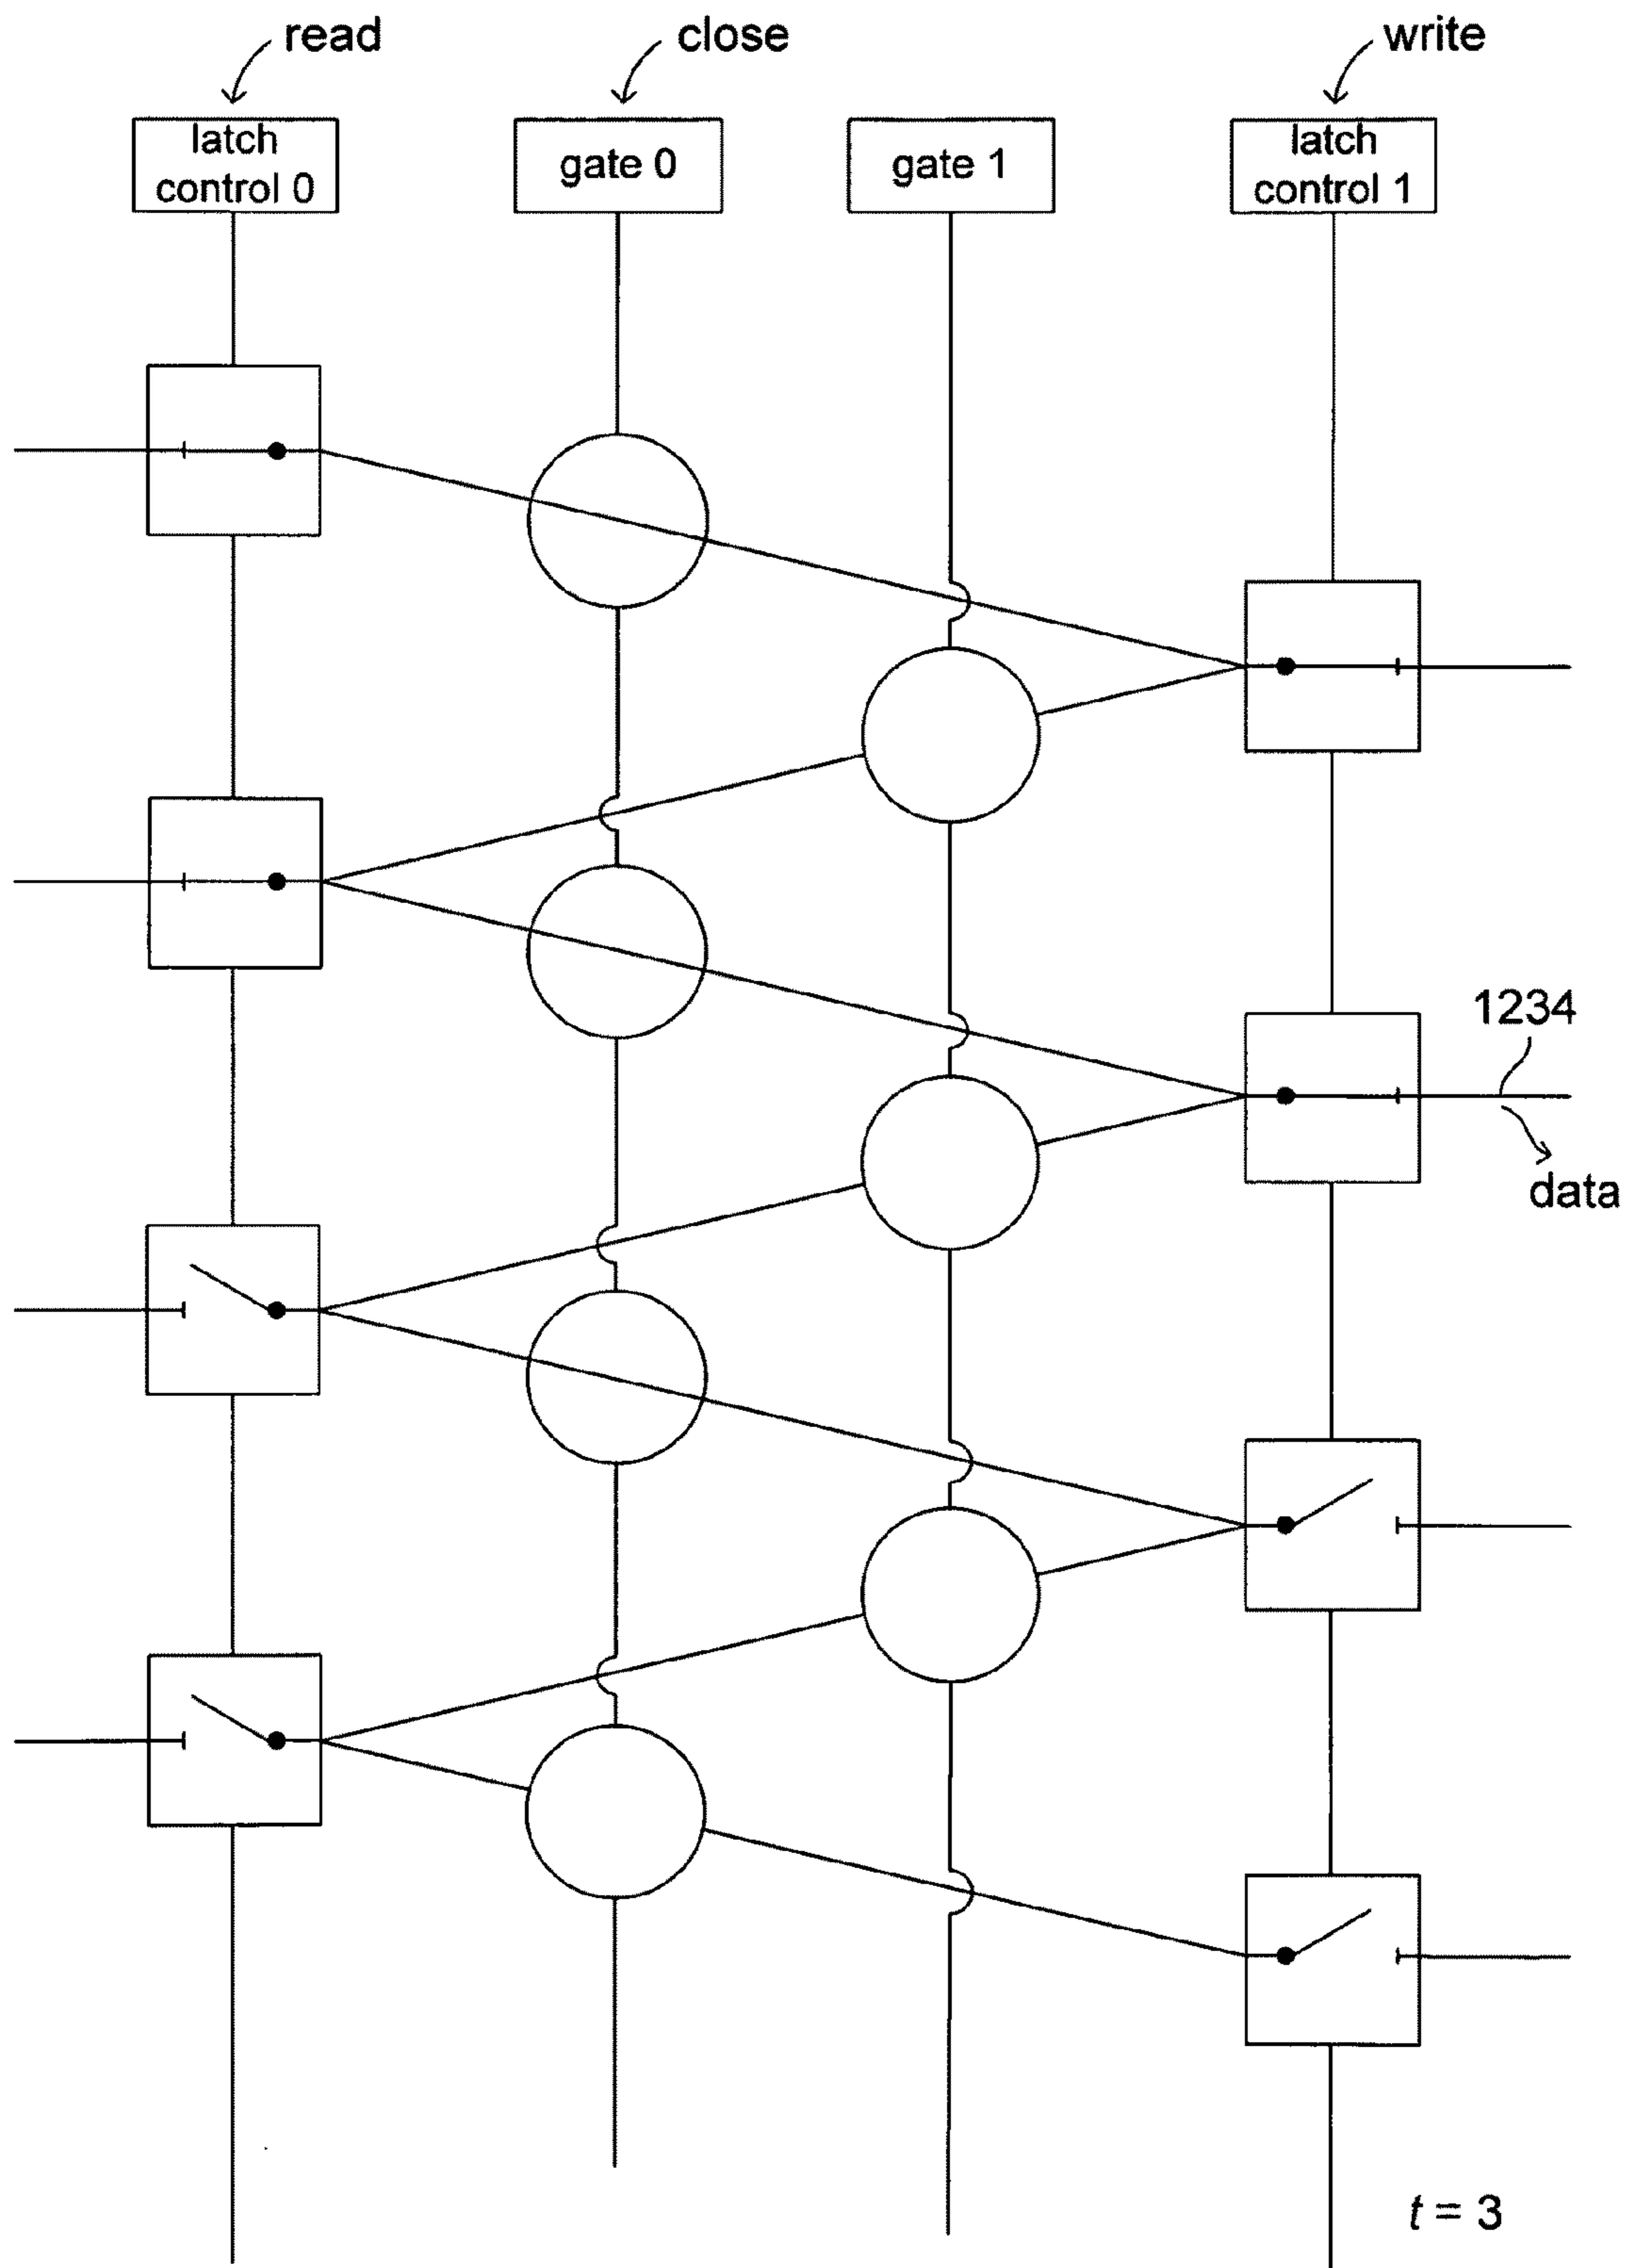 read
close
write
latch
control 0
gate 0
gate 1
latch
control 1
1234
data
t = 3